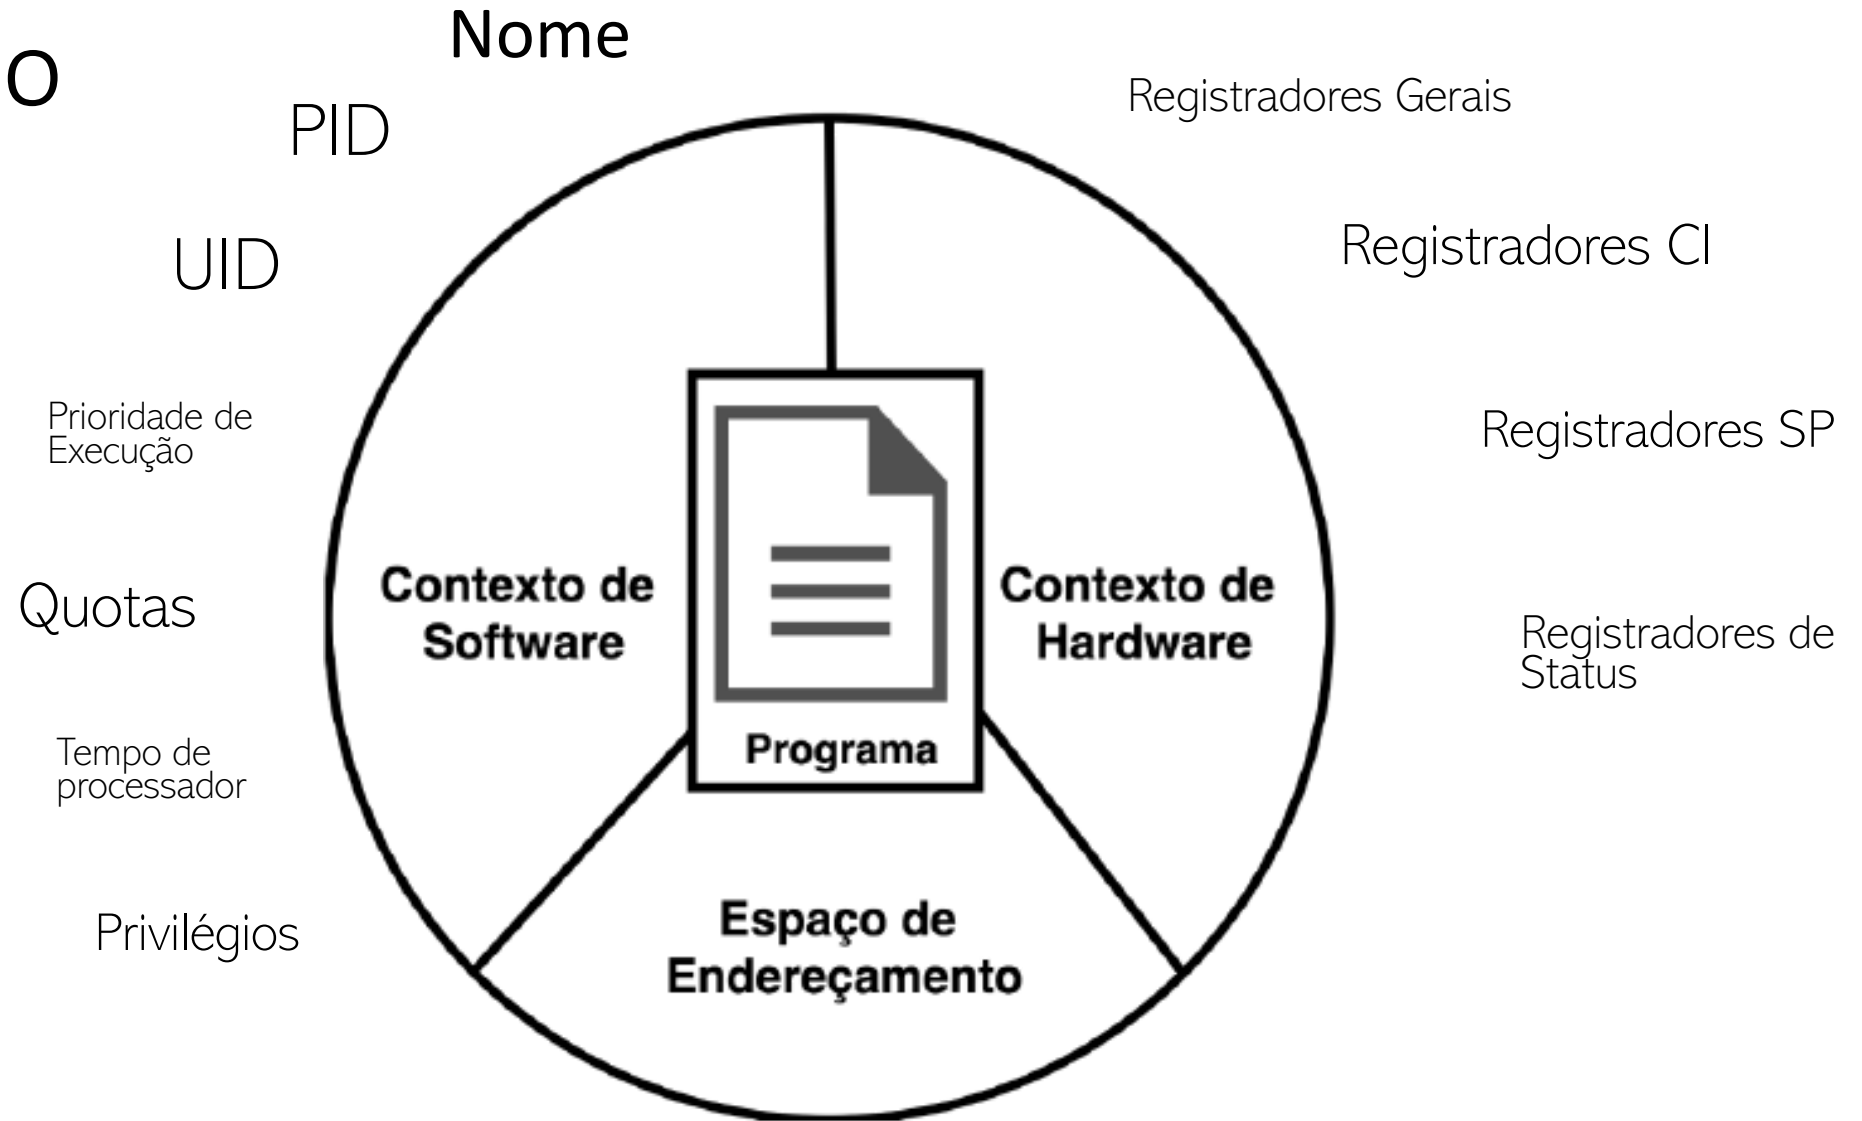 Nome
o
PID
UID
Prioridade de
Execução
Quotas
Tempo de
processador
Privilégios
Contexto de
Software
Programa
Contexto de
Hardware
Espaço de
Endereçamento
Registradores Gerais
Registradores CI
Registradores SP
Registradores de
Status